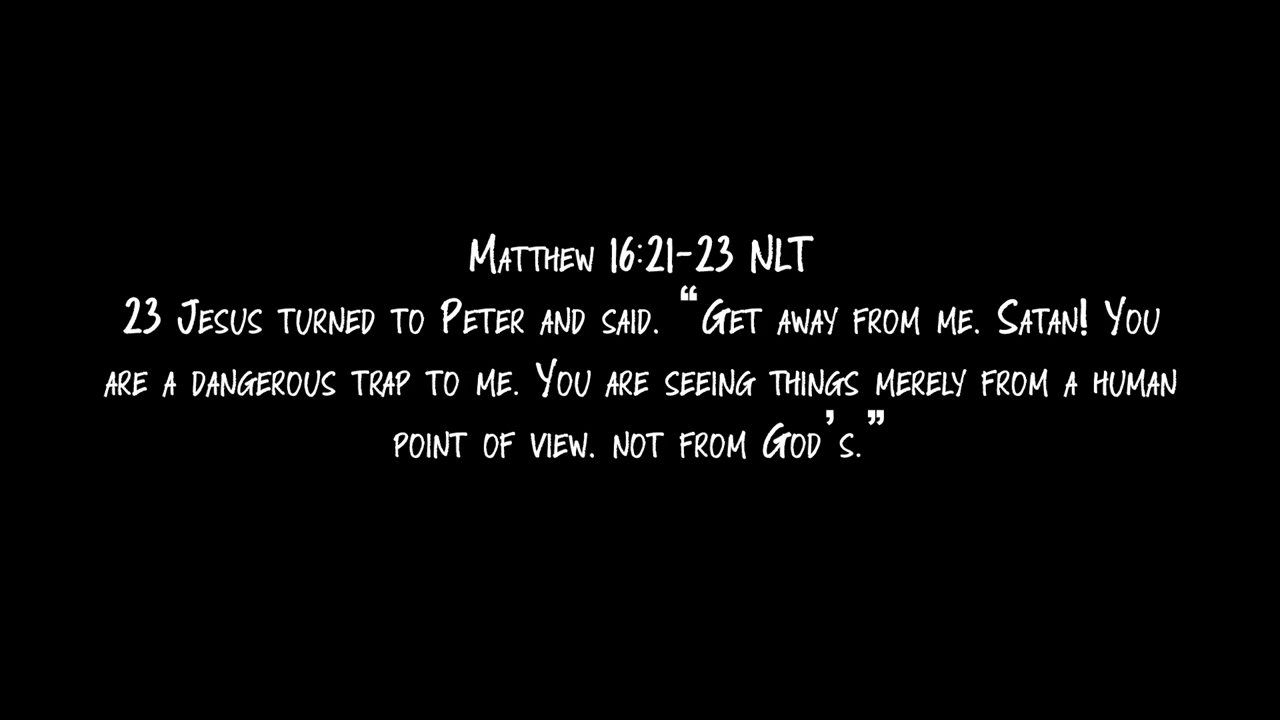 Matthew 16:21-23 NLT
23 Jesus turned to Peter and said. “Get away from me. Satan! You
are a dangerous trap to me. You are seeing things merely from a human
point of view. not from God’s.”